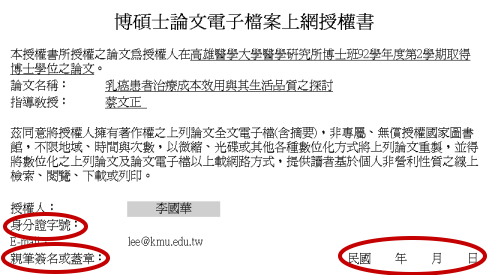 博碩士論文電子檔案上網授權書
本授權書所授權之論文為授權人在高雄醫學大學醫學研究所博士班92學年度第2學期取得
博士學位之論文。
論文名稱： 乳癌患者治療成本效用與其生活品質之探討
指導教授： 蔡文正
茲同意將授權人擁有著作權之上列論文全文電子檔(含摘要)，非專屬、無償授權國家圖書
館，不限地域、時間與次數，以微縮、光碟或其他各種數位化方式將上列論文重製，並得
將數位化之上列論文及論文電子檔以上載網路方式，提供讀者基於個人非營利性質之線上
檢索、閱覽、下載或列印。
授權人： 李國華
身分證字號：
E-mail： lee@kmu.edu.tw
親筆簽名或蓋章： 民國 年 月 日